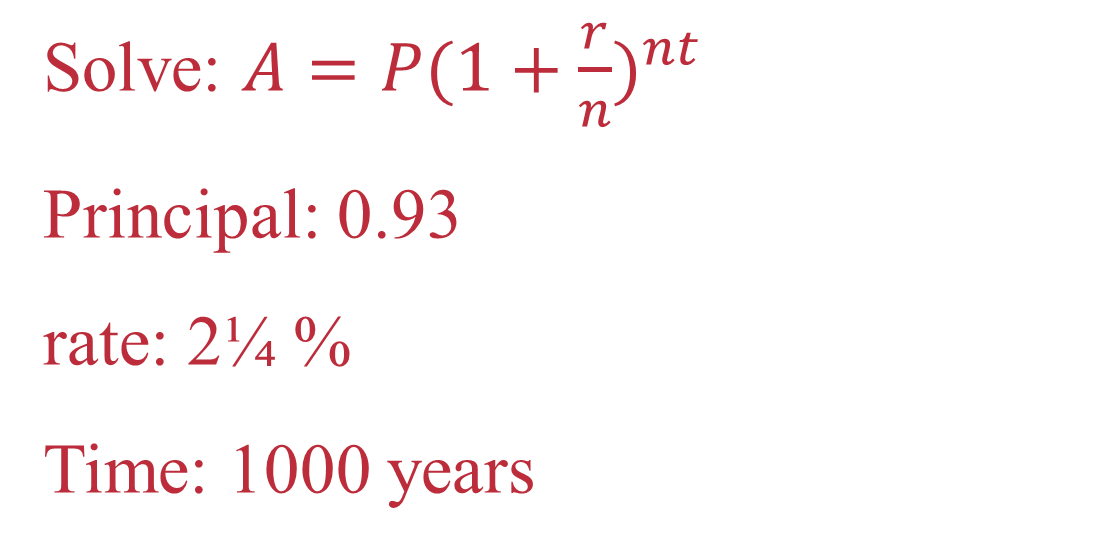 Solve: A = P(1 + r/n)^nt
Principal: 0.93
rate: 2¼ %
Time: 1000 years